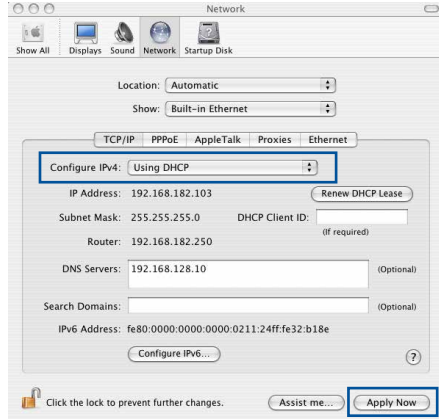 Network
Show All Displays Sound Network Startup Disk
Location: Automatic
Show: Built-in Ethernet
TCP/IP PPPoE AppleTalk Proxies Ethernet
Configure IPv4: Using DHCP
IP Address: 192.168.182.103 Renew DHCP Lease
Subnet Mask: 255.255.255.0 DHCP Client ID:
(If required)
Router: 192.168.182.250
DNS Servers: 192.168.128.10 (Optional)
Search Domains: (Optional)
IPv6 Address: fe80:0000:0000:0000:0211:24ff:fe32:b18e
Configure IPv6... ?
Click the lock to prevent further changes. Assist me... Apply Now